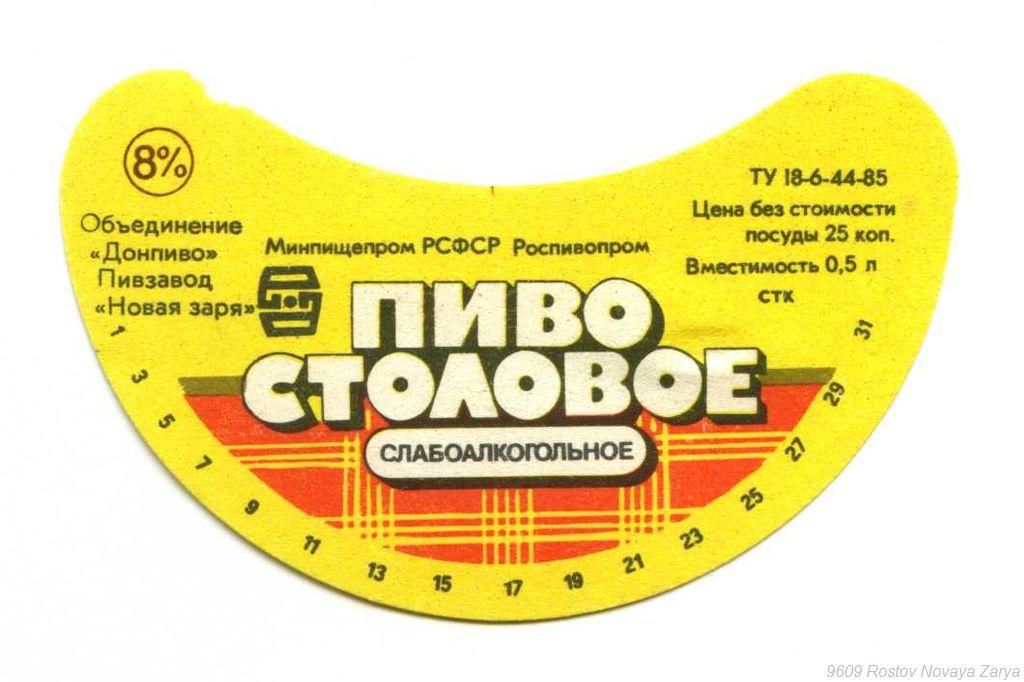 8%
Объединение
«Донпиво»
Пивзавод
«Новая заря»
Минпищепром РСФСР Роспивопром
ТУ 18-6-44-85
Цена без стоимости
посуды 25 коп.
Вместимость 0,5 л
стк
ПИВО
СТОЛОВОЕ
СЛАБОАЛКОГОЛЬНОЕ
1 3 5 7 9 11 13 15 17 19 21 23 25 27 29 31
9609 Rostov Novaya Zarya